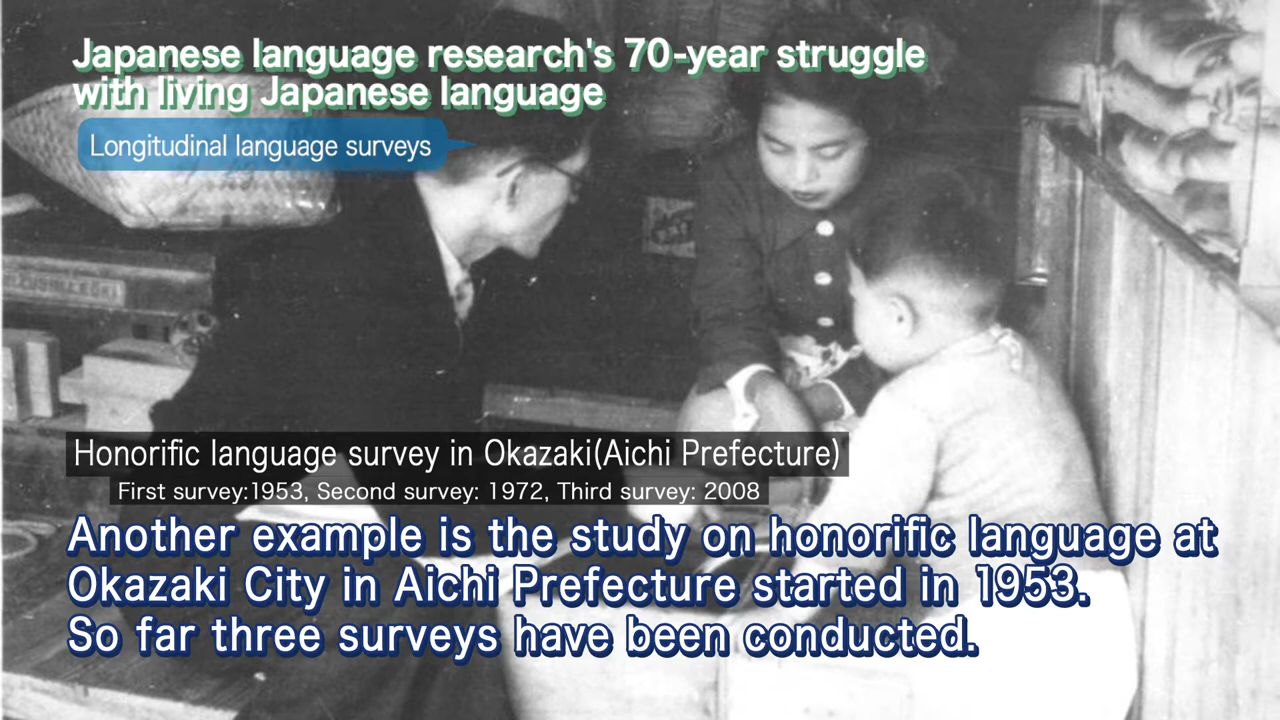 Japanese language research's 70-year struggle
with living Japanese language
Longitudinal language surveys
Honorific language survey in Okazaki(Aichi Prefecture)
First survey:1953, Second survey: 1972, Third survey: 2008
Another example is the study on honorific language at
Okazaki City in Aichi Prefecture started in 1953.
So far three surveys have been conducted.